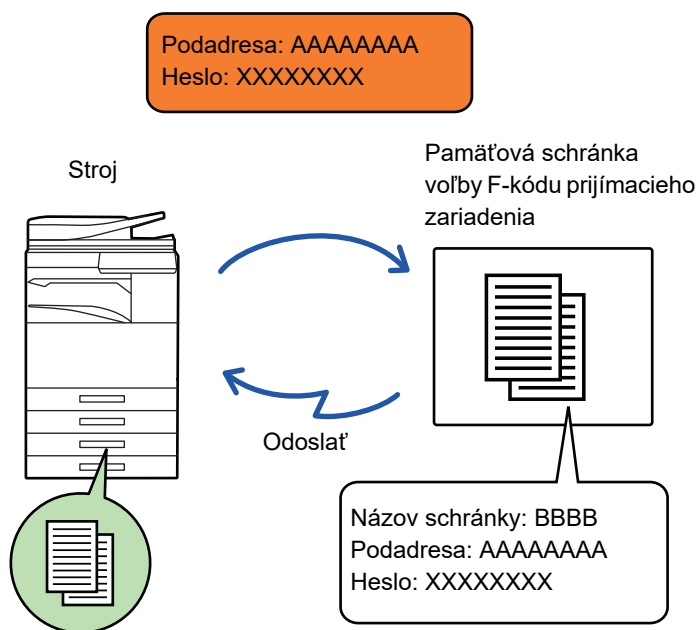 Podadresa: AAAAAAAA
Heslo: XXXXXXXX
Stroj
Pamäťová schránka
voľby F-kódu prijímacieho
zariadenia
Odoslať
Názov schránky: BBBB
Podadresa: AAAAAAAA
Heslo: XXXXXXXX